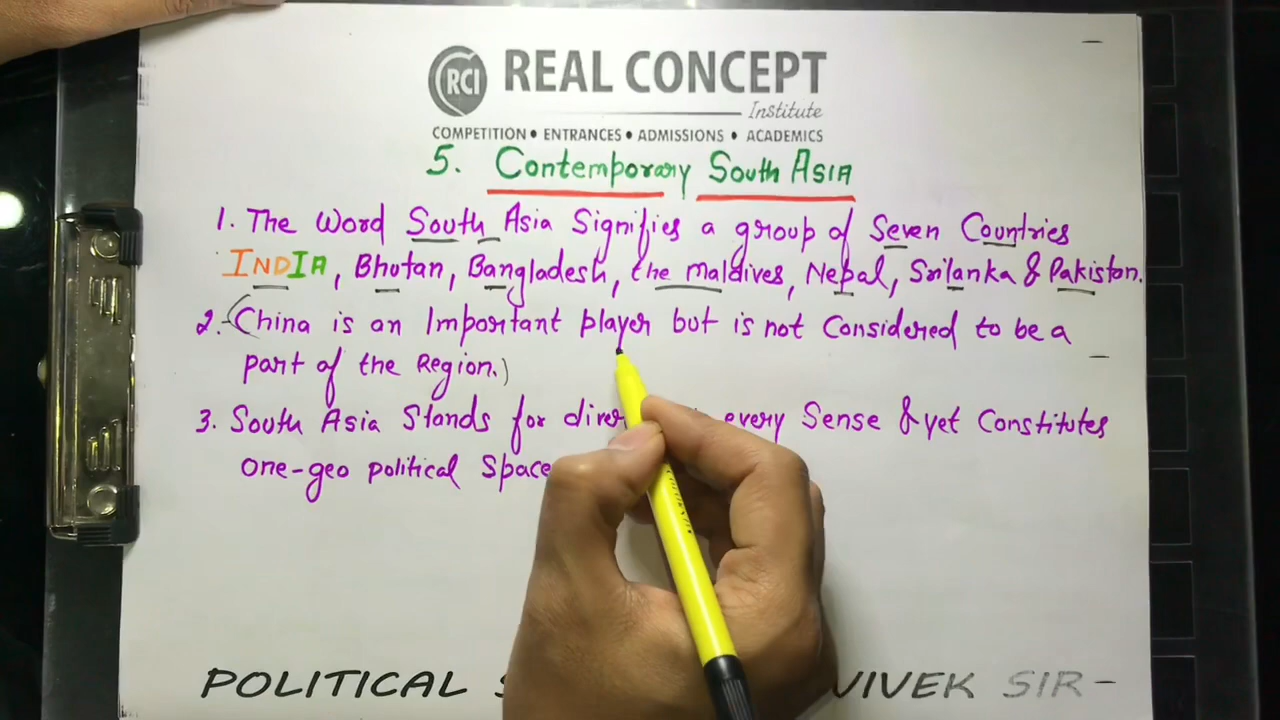 RCI REAL CONCEPT
Institute
COMPETITION • ENTRANCES • ADMISSIONS • ACADEMICS
5. Contemporary South ASIA
1. The Word South Asia Signifies a group of Seven Countries
INDIA, Bhutan, Bangladesh, the maldives, Nepal, Srilanka & Pakistan.
2. (China is an Important player but is not Considered to be a
part of the Region.)
3. South Asia Stands for every Sense & yet Constitutes
one-geo political Space
POLITICAL VIVEK SIR